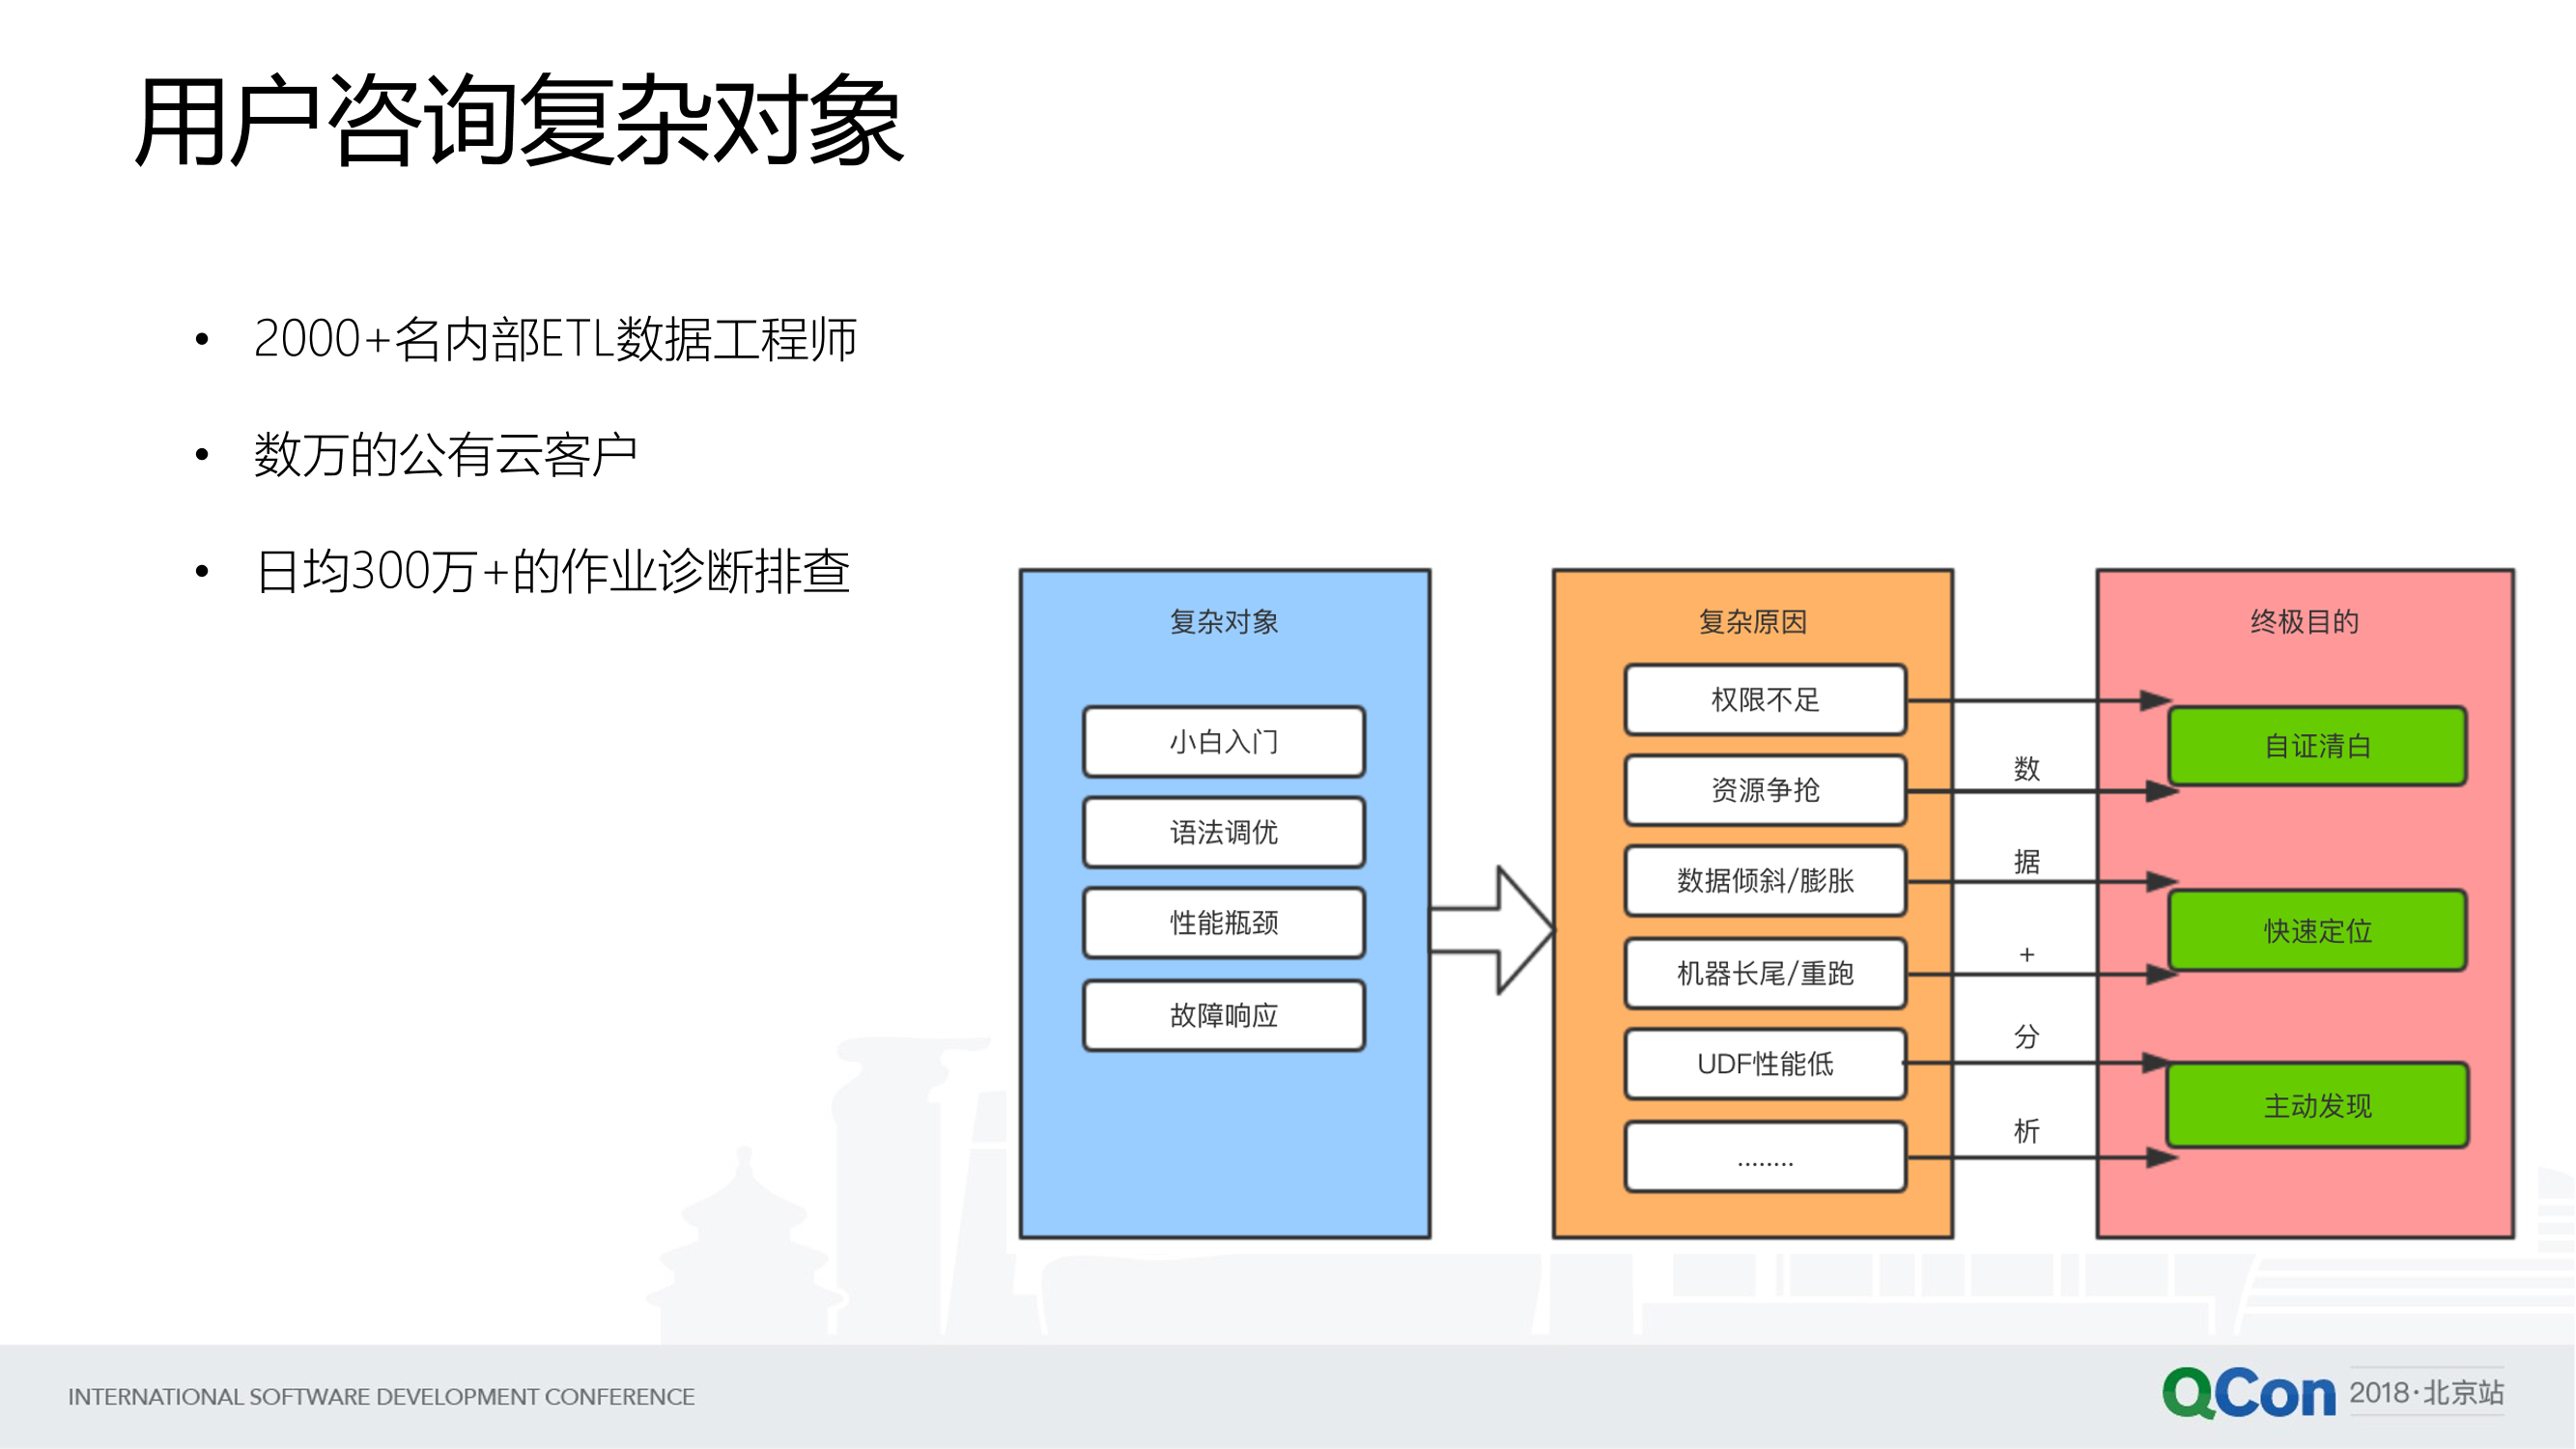 用户咨询复杂对象
• 2000+名内部ETL数据工程师
• 数万的公有云客户
• 日均300万+的作业诊断排查
复杂对象
小白入门
语法调优
性能瓶颈
故障响应
复杂原因
权限不足
资源争抢
数据倾斜/膨胀
机器长尾/重跑
UDF性能低
........
数
据
+
分
析
终极目的
自证清白
快速定位
主动发现
INTERNATIONAL SOFTWARE DEVELOPMENT CONFERENCE
QCon 2018·北京站